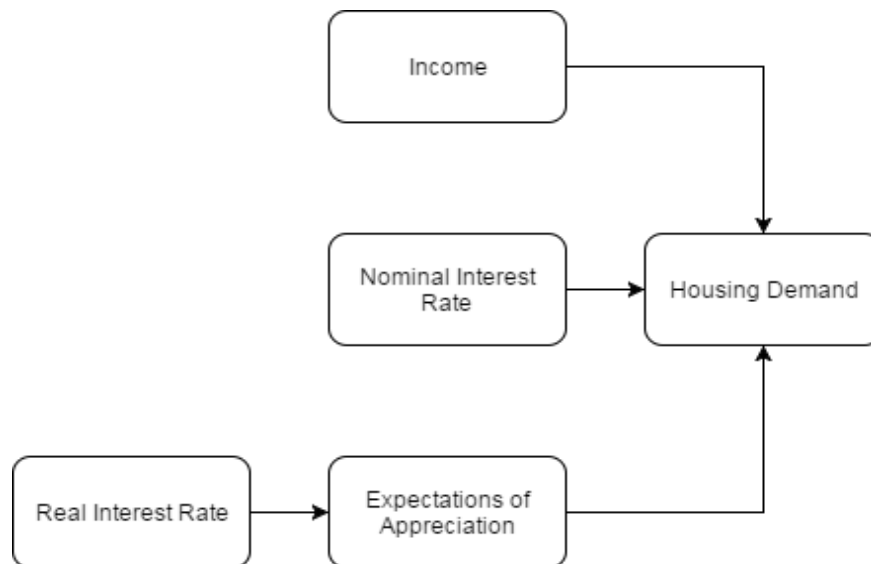 Income
Nominal Interest
Rate
Housing Demand
Real Interest Rate
Expectations of
Appreciation